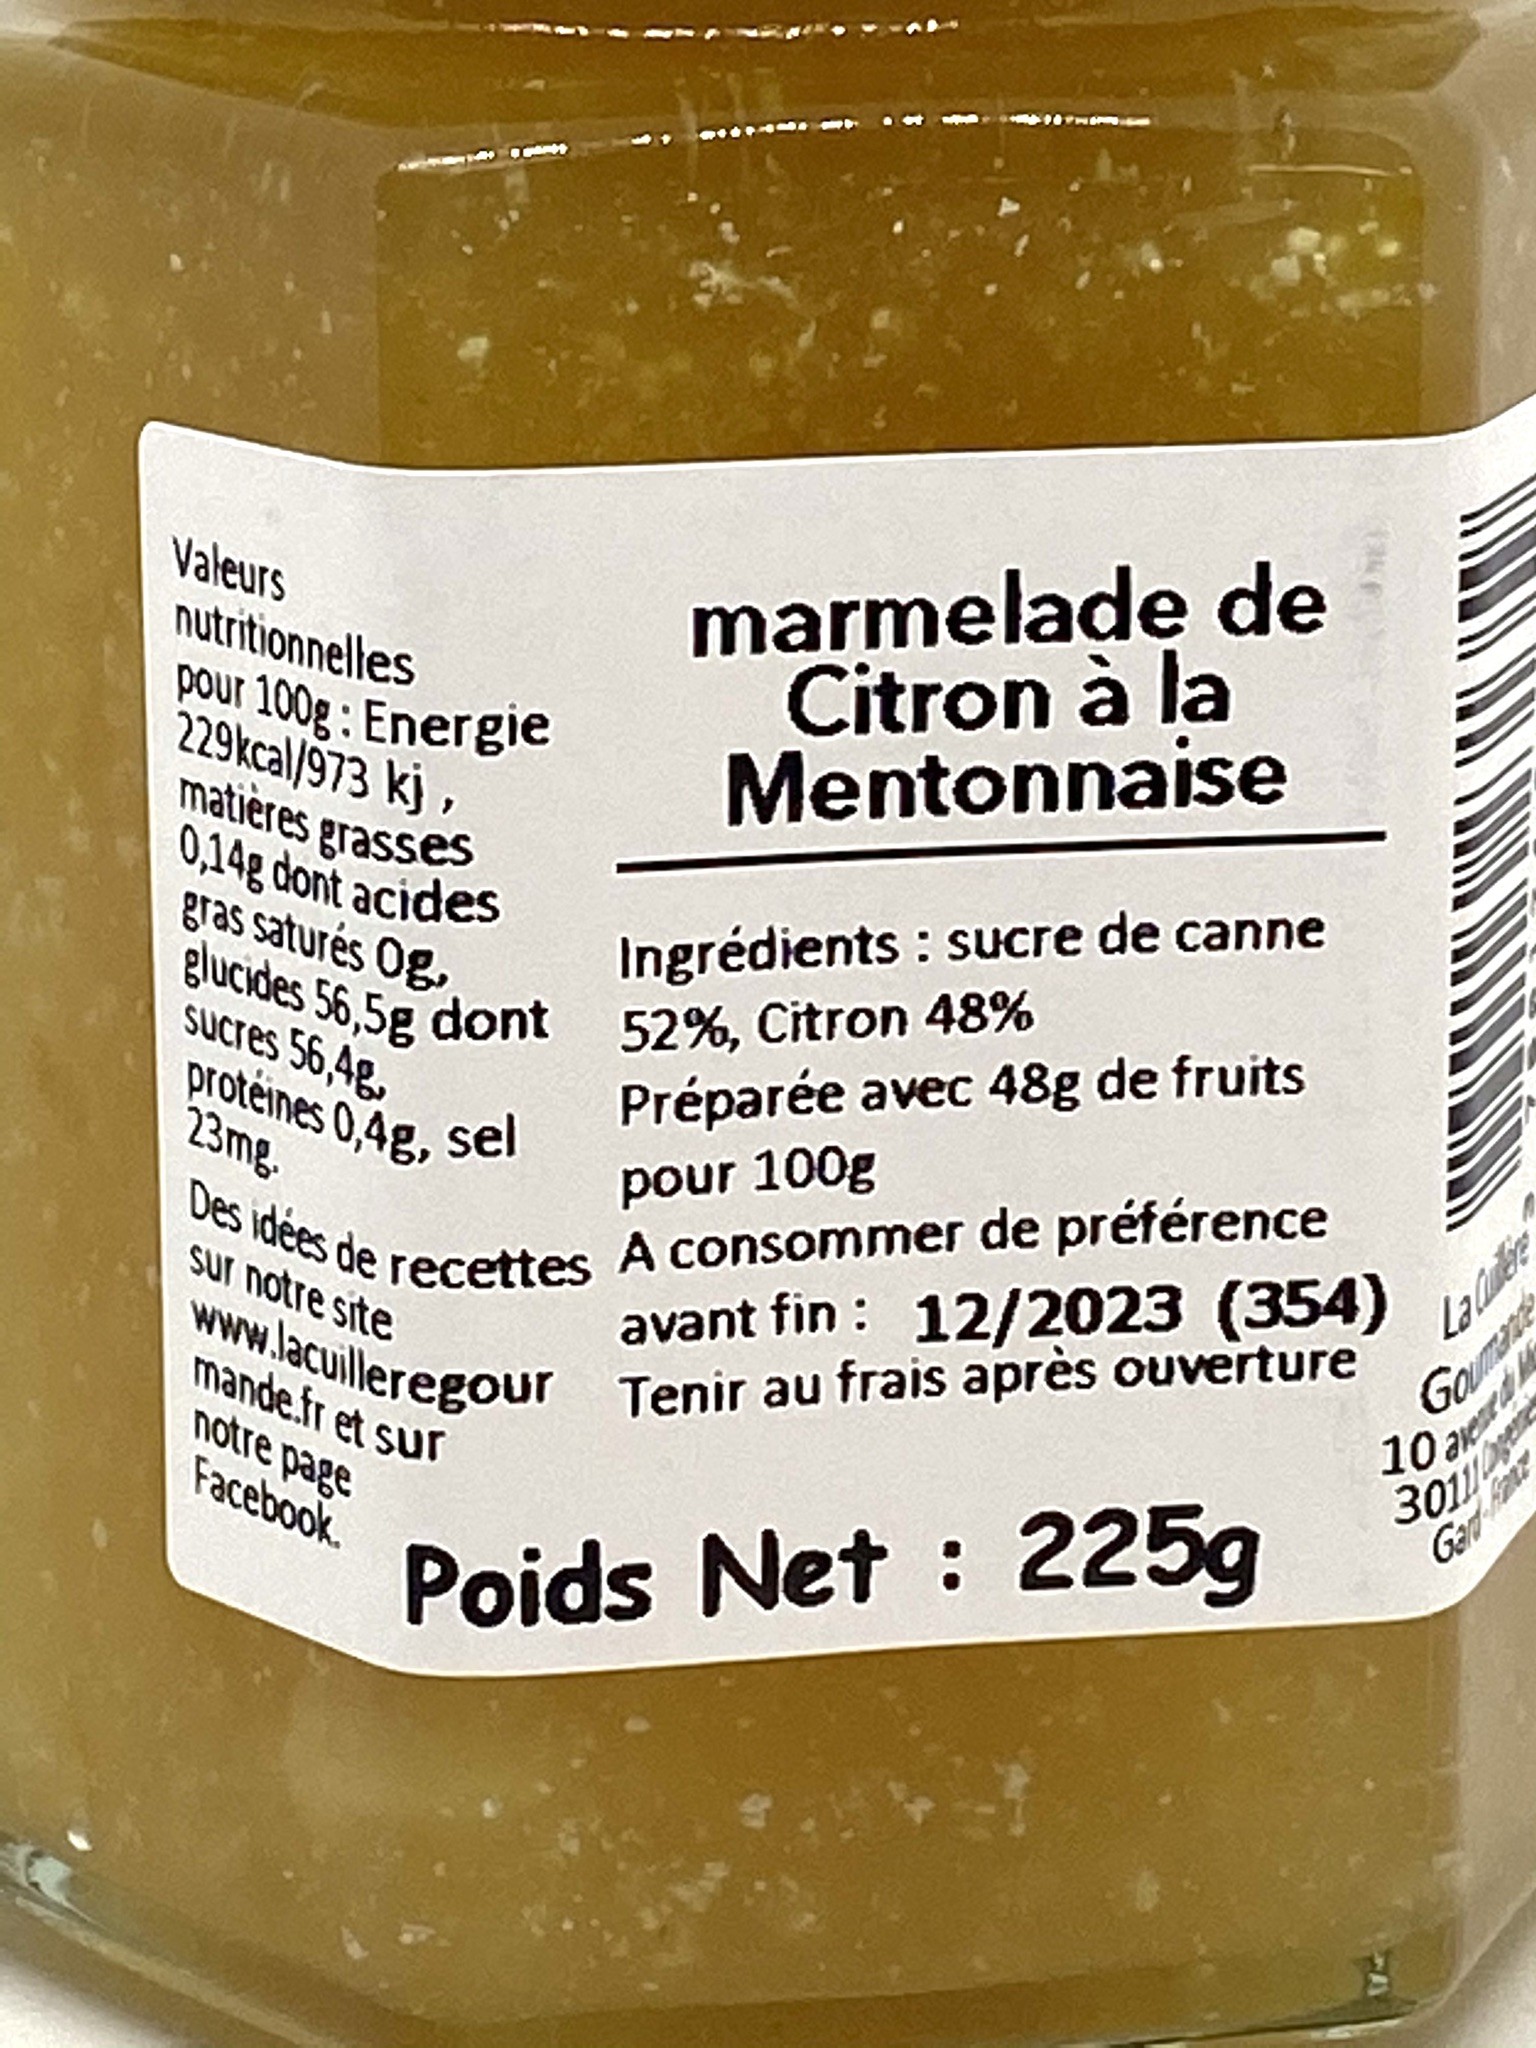 Valeurs
nutritionnelles
pour 100g : Energie
229kcal/973 kj ,
matières grasses
0,14g dont acides
gras saturés 0g,
glucides 56,5g dont
sucres 56,4g,
protéines 0,4g, sel
23mg.
Des idées de recettes
sur notre site
www.lacuilleregour
mande.fr et sur
notre page
Facebook.
marmelade de
Citron à la
Mentonnaise
Ingrédients : sucre de canne
52%, Citron 48%
Préparée avec 48g de fruits
pour 100g
A consommer de préférence
avant fin : 12/2023 (354)
Tenir au frais après ouverture
Poids Net : 225g
La Cuillère
Gourmande
10 avenue du
30111
Gard - France